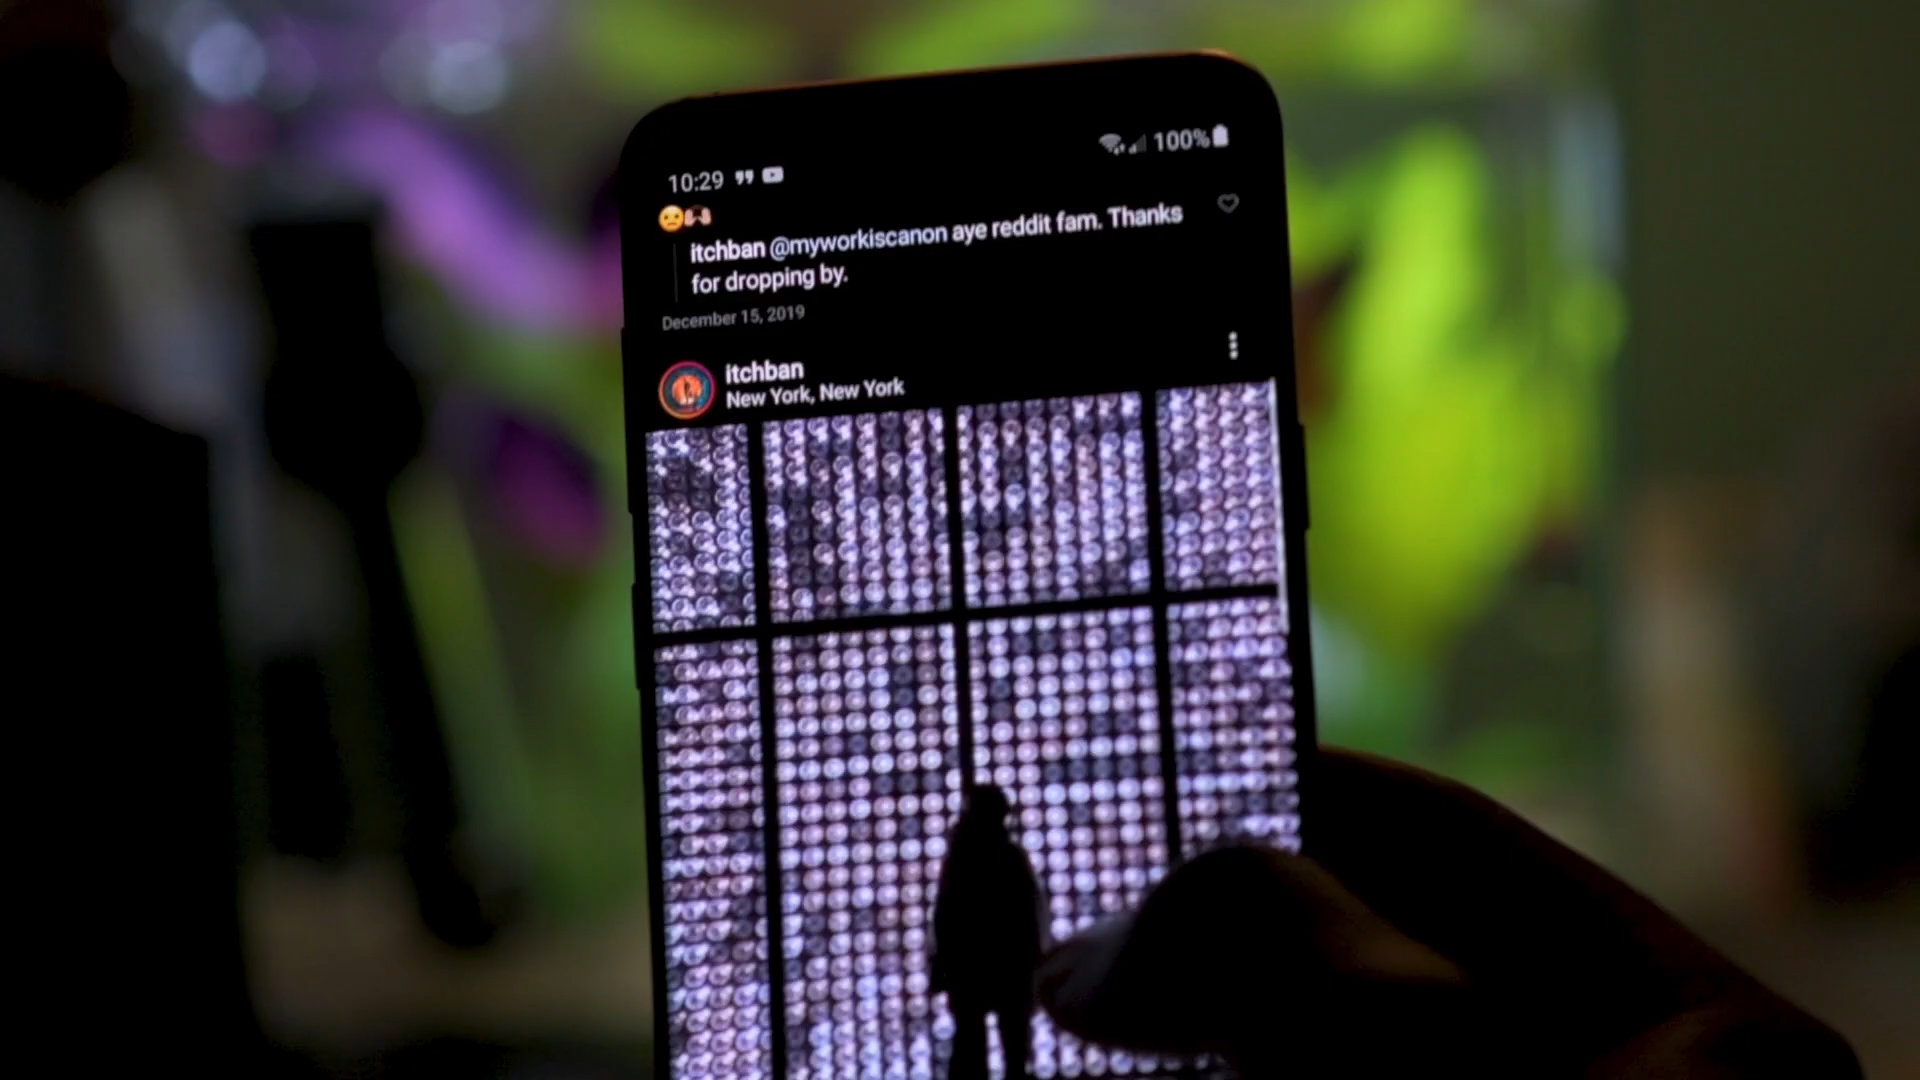 10:29
100%
itchban @myworkiscanon aye reddit fam. Thanks
for dropping by.
December 15, 2019
itchban
New York, New York